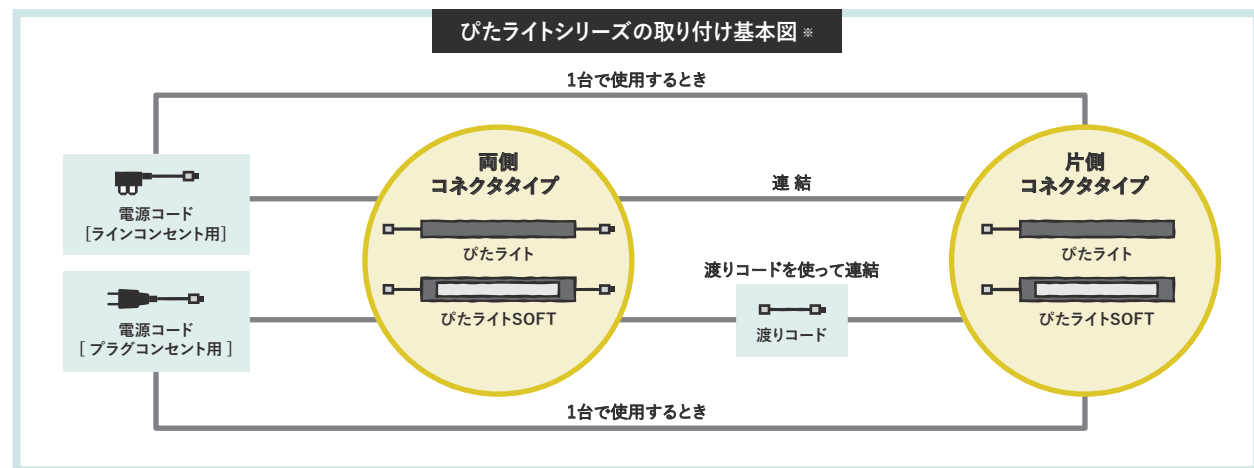 ぴたライトシリーズの取り付け基本図※
1台で使用するとき
両側
コネクタタイプ
片側
コネクタタイプ
連 結
電源コード
[ラインコンセント用]
ぴたライト
ぴたライト
渡りコードを使って連結
電源コード
[ プラグコンセント用 ]
ぴたライトSOFT
渡りコード
ぴたライトSOFT
1台で使用するとき